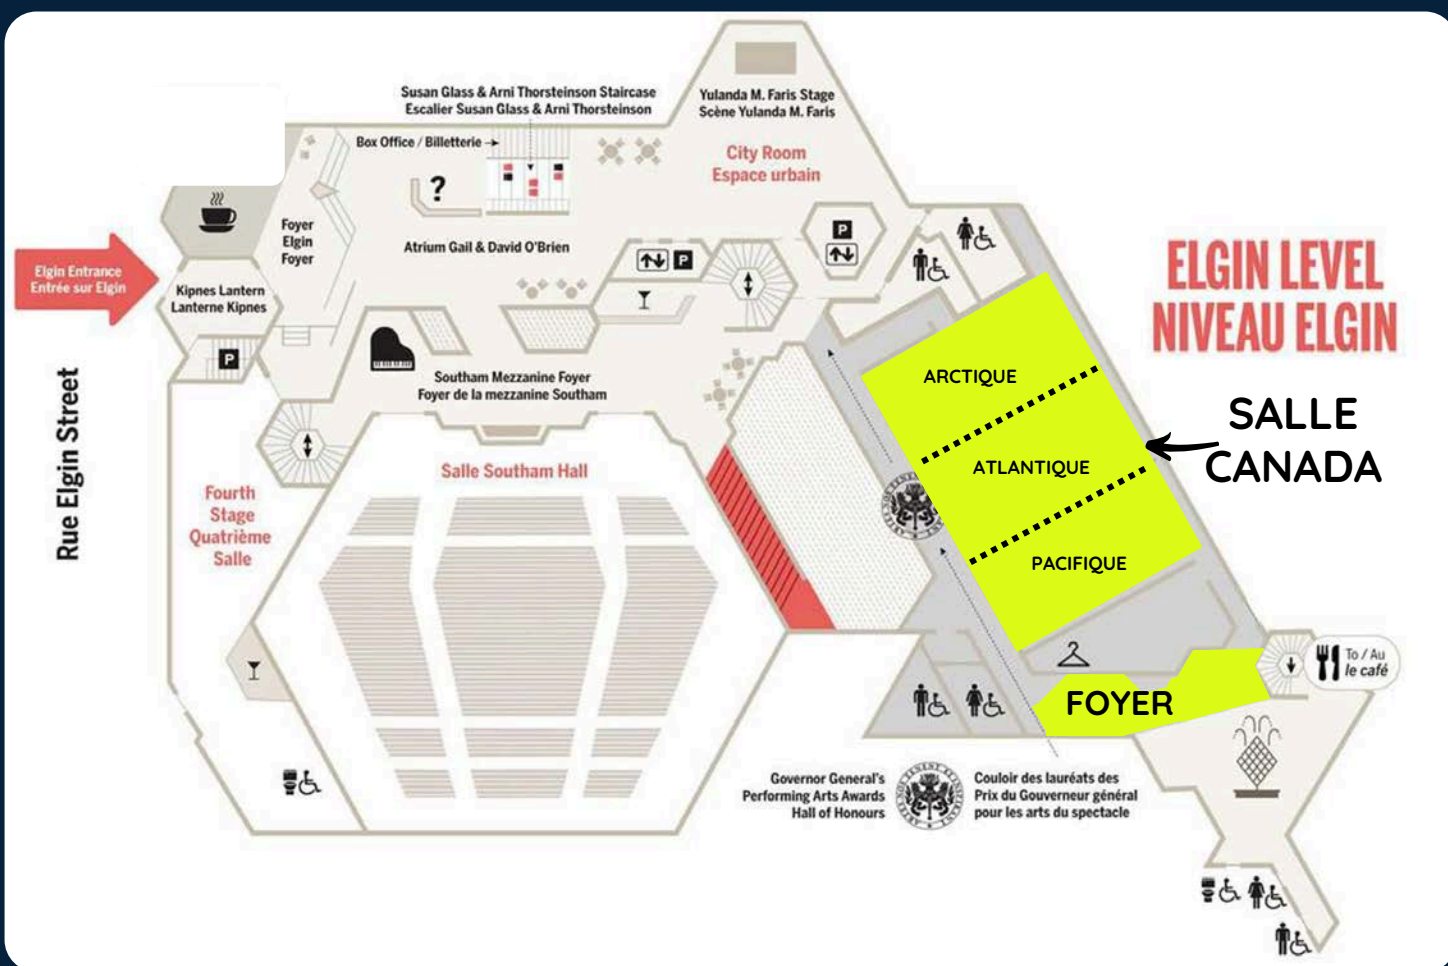 Susan Glass & Arni Thorsteinson Staircase
Escalier Susan Glass & Arni Thorsteinson
Box Office / Billetterie
?
Yulanda M. Faris Stage
Scène Yulanda M. Faris
City Room
Espace urbain
Foyer
Elgin
Foyer
Atrium Gail & David O'Brien
P
P
Elgin Entrance
Entrée sur Elgin
Kipnes Lantern
Lanterne Kipnes
P
Rue Elgin Street
Southam Mezzanine Foyer
Foyer de la mezzanine Southam
Salle Southam Hall
Fourth
Stage
Quatrième
Salle
ELGIN LEVEL
NIVEAU ELGIN
SALLE
CANADA
ARCTIQUE
ATLANTIQUE
PACIFIQUE
To / Au
le café
FOYER
Governor General's
Performing Arts Awards
Hall of Honours
Couloir des lauréats des
Prix du Gouverneur général
pour les arts du spectacle